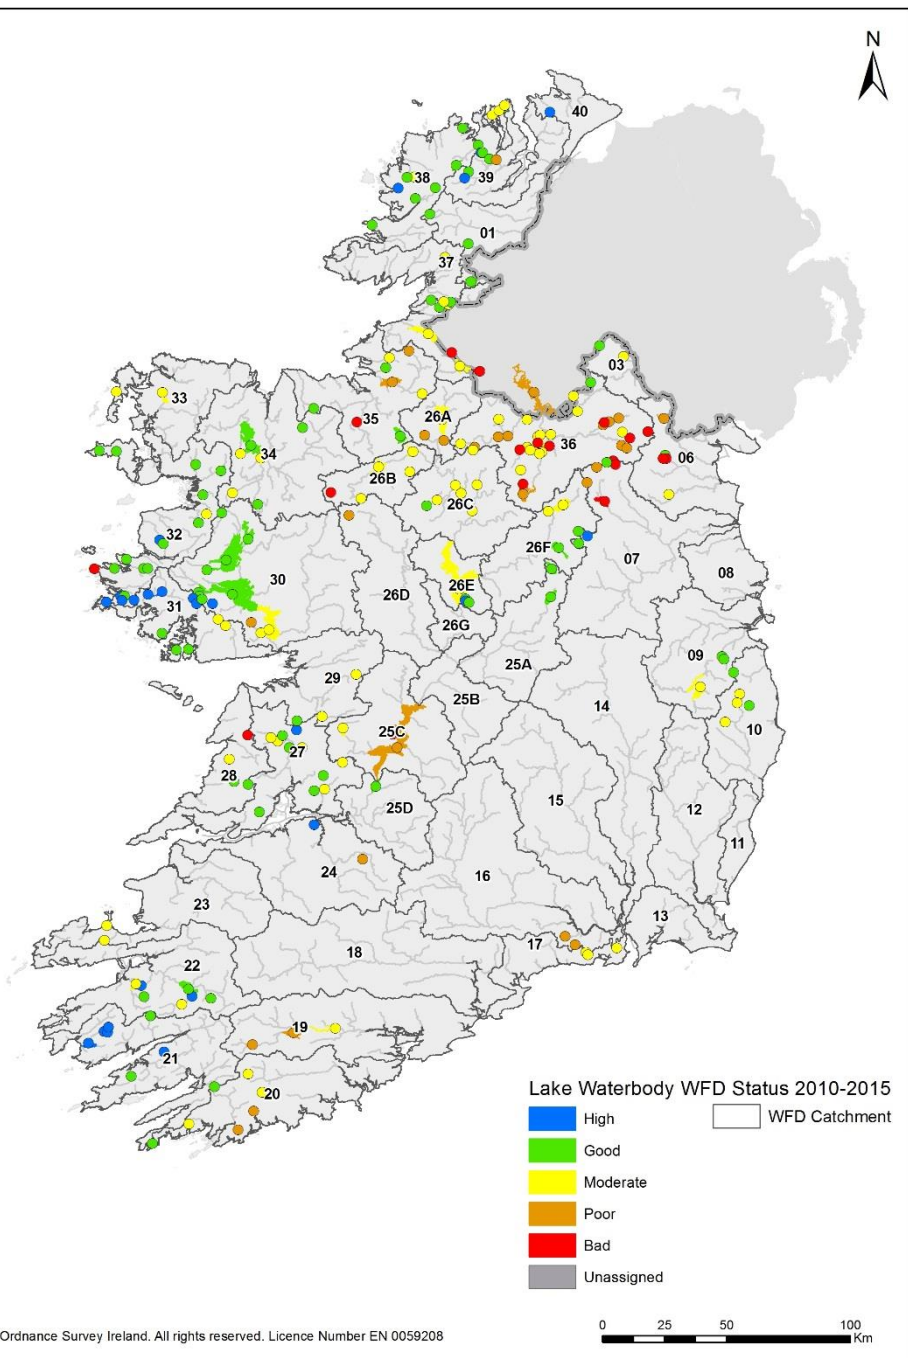 N
40
38
39
01
37
03
33
35
26A
34
36
06
26B
26C
32
26F
07
30
08
26E
31
26D
26G
25A
09
29
25B
14
25C
10
27
28
15
25D
12
11
24
16
23
13
17
18
22
19
21
20
Lake Waterbody WFD Status 2010-2015
High
WFD Catchment
Good
Moderate
Poor
Bad
Unassigned
0 25 50 100
Km
Ordnance Survey Ireland. All rights reserved. Licence Number EN 0059208